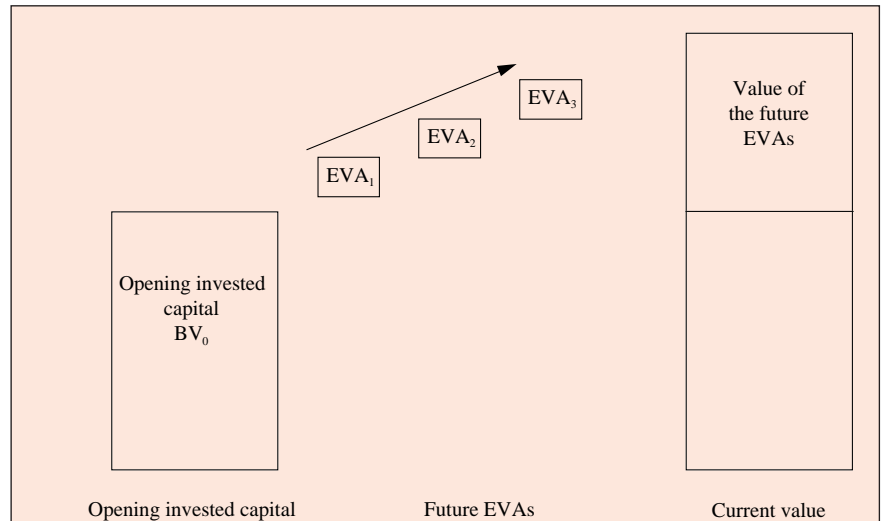 Value of
the future
EVAs
EVA₃
EVA₂
EVA₁
Opening invested
capital
BV₀
Opening invested capital
Future EVAs
Current value